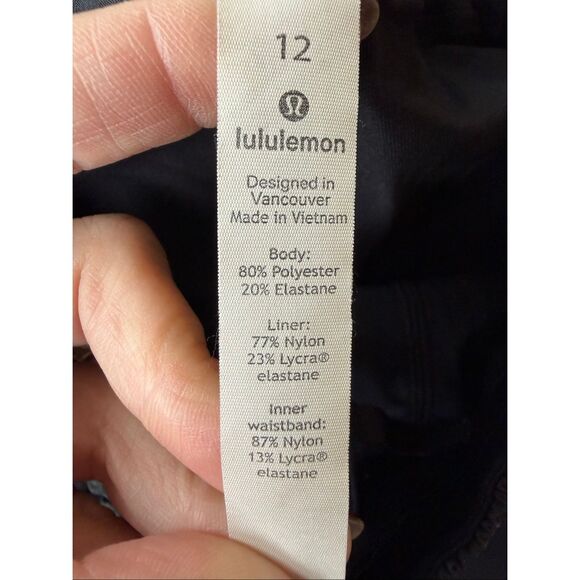 12
lululemon
Designed in
Vancouver
Made in Vietnam
Body:
80% Polyester
20% Elastane
Liner:
77% Nylon
23% Lycra®
elastane
Inner
waistband:
87% Nylon
13% Lycra®
elastane